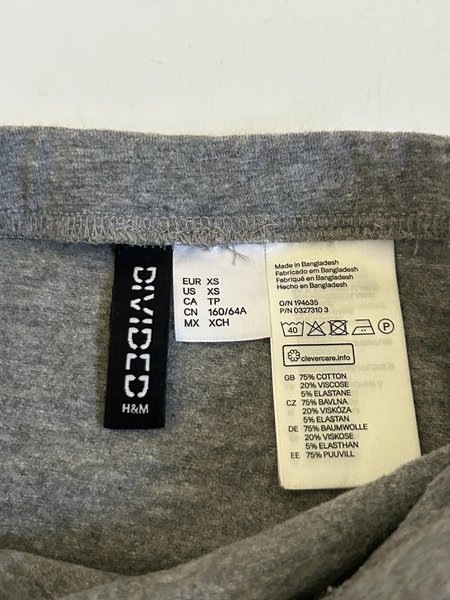 DIVIDED
H&M
EUR XS
US XS
CA TP
CN 160/64A
MX XCH
Made in Bangladesh
Fabricado em Bangladesh
Fabriqué en Bangladesh
Hecho en Bangladesh
O/N 194635
P/N 0327310 3
40
P
clevercare.info
GB 75% COTTON
20% VISCOSE
5% ELASTANE
CZ 75% BAVLNA
20% VISKÓZA
5% ELASTAN
DE 75% BAUMWOLLE
20% VISKOSE
5% ELASTHAN
EE 75% PUUVILL